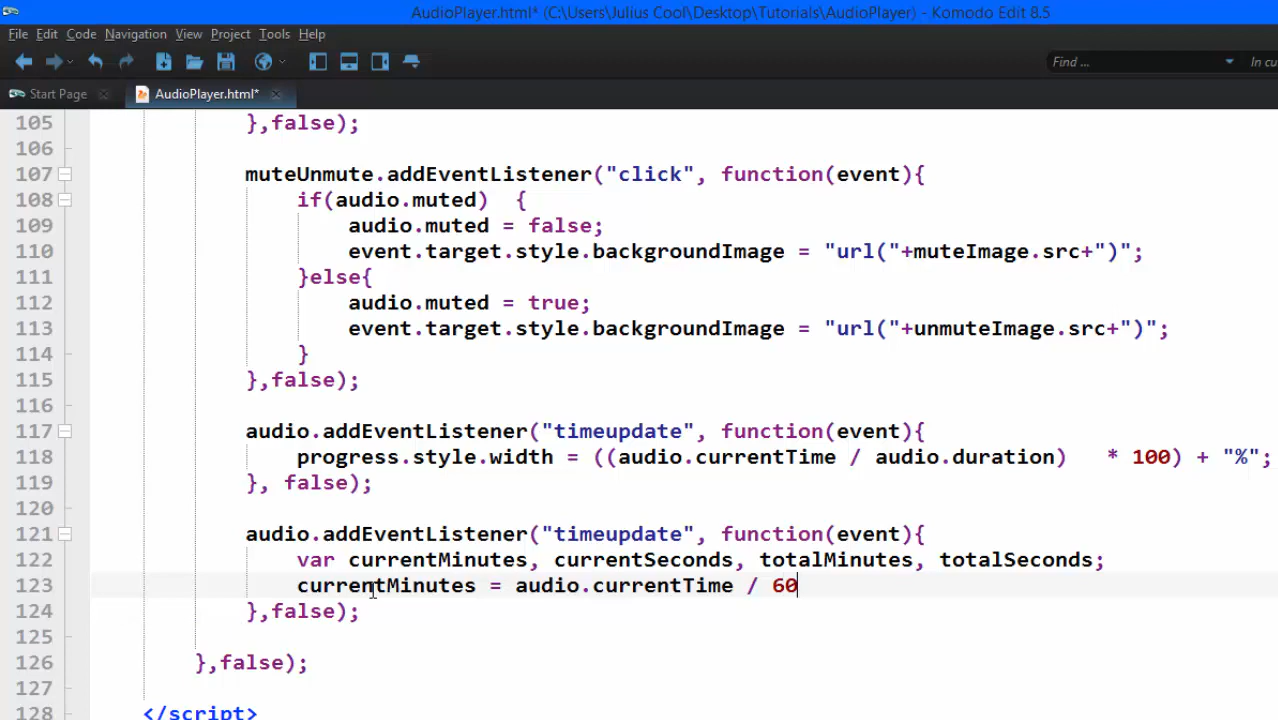 AudioPlayer.html* (C:\Users\Julius Cool\Desktop\Tutorials\AudioPlayer) - Komodo Edit 8.5
File Edit Code Navigation View Project Tools Help
Find ... In cu
Start Page AudioPlayer.html*
105 },false);
106
107 muteUnmute.addEventListener("click", function(event){
108 if(audio.muted) {
109 audio.muted = false;
110 event.target.style.backgroundImage = "url("+muteImage.src+")";
111 }else{
112 audio.muted = true;
113 event.target.style.backgroundImage = "url("+unmuteImage.src+")";
114 }
115 },false);
116
117 audio.addEventListener("timeupdate", function(event){
118 progress.style.width = ((audio.currentTime / audio.duration) * 100) + "%";
119 }, false);
120
121 audio.addEventListener("timeupdate", function(event){
122 var currentMinutes, currentSeconds, totalMinutes, totalSeconds;
123 currentMinutes = audio.currentTime / 60
124 },false);
125
126 },false);
127
128 </script>